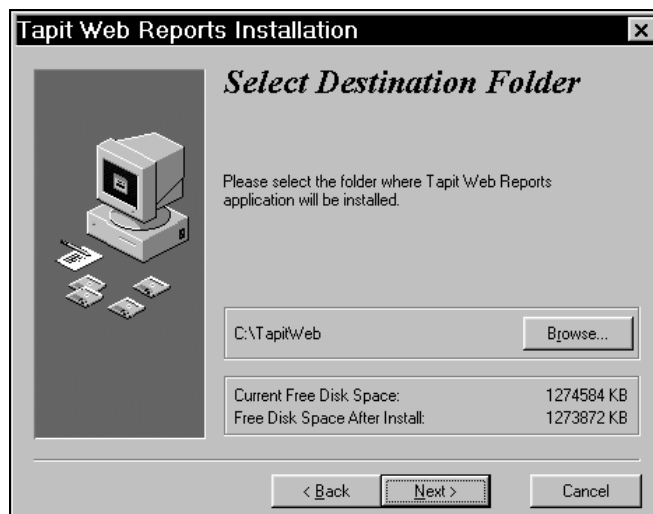 Tapit Web Reports Installation
Select Destination Folder
Please select the folder where Tapit Web Reports
application will be installed.
C:\TapitWeb
Browse...
Current Free Disk Space: 1274584 KB
Free Disk Space After Install: 1273872 KB
< Back
Next >
Cancel